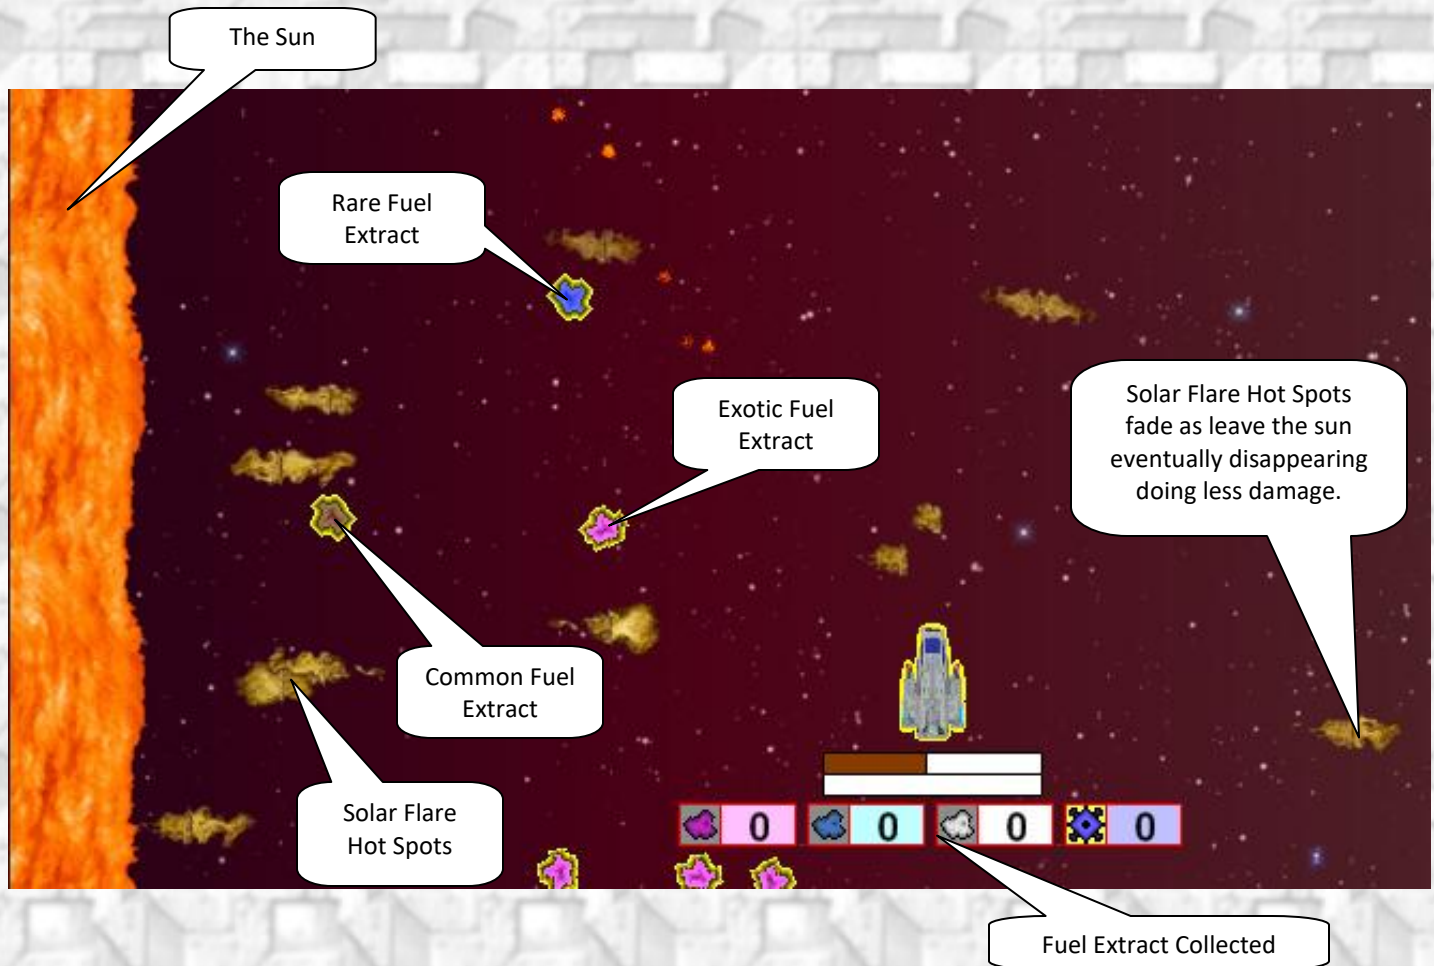 The Sun
Rare Fuel
Extract
Exotic Fuel
Extract
Solar Flare Hot Spots
fade as leave the sun
eventually disappearing
doing less damage.
Common Fuel
Extract
Solar Flare
Hot Spots
0
0
0
0
Fuel Extract Collected